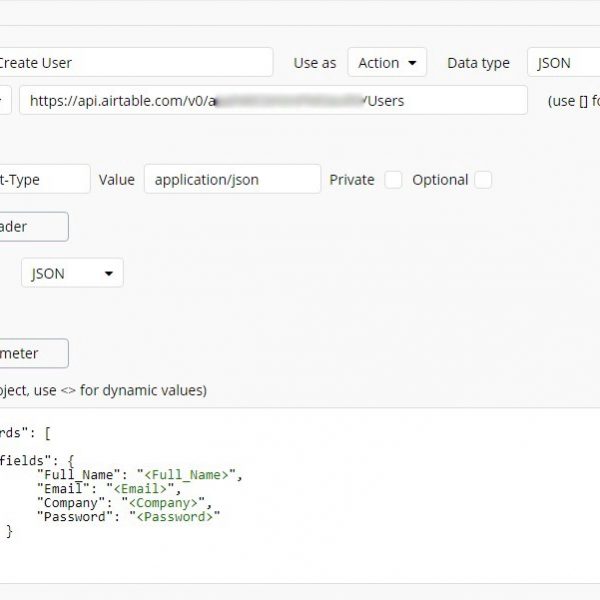 Create User Use as Action Data type JSON
https://api.airtable.com/v0/a /Users (use [] fo
t-Type Value application/json Private Optional
ader
JSON
meter
oject, use <> for dynamic values)
rds": [
fields": {
"Full_Name": "<Full_Name>",
"Email": "<Email>",
"Company": "<Company>",
"Password": "<Password>"
}